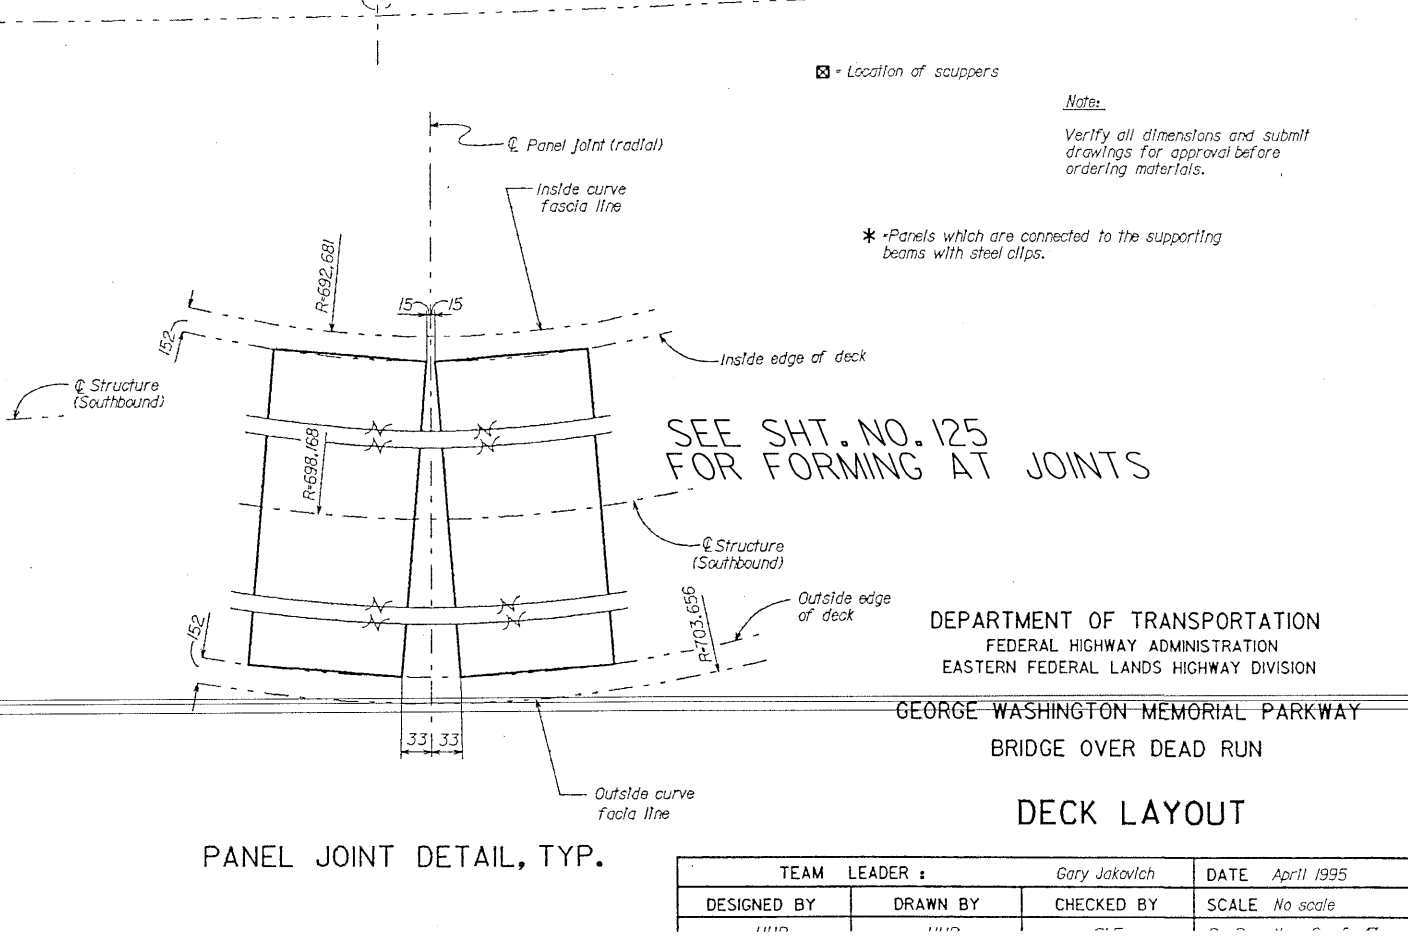 ⊠ = Location of scuppers
Note:
Verify all dimensions and submit
drawings for approval before
ordering materials.
℄ Panel joint (radial)
Inside curve
fascia line
* -Panels which are connected to the supporting
beams with steel clips.
R=692.681
15 15
152
Inside edge of deck
℄ Structure
(Southbound)
SEE SHT. NO. 125
FOR FORMING AT JOINTS
R=698.168
℄ Structure
(Southbound)
Outside edge
of deck
R=703.656
152
DEPARTMENT OF TRANSPORTATION
FEDERAL HIGHWAY ADMINISTRATION
EASTERN FEDERAL LANDS HIGHWAY DIVISION
GEORGE WASHINGTON MEMORIAL PARKWAY
BRIDGE OVER DEAD RUN
33 33
Outside curve
facia line
DECK LAYOUT
PANEL JOINT DETAIL, TYP.
TEAM LEADER : Gary Jakovich DATE April 1995
DESIGNED BY DRAWN BY CHECKED BY SCALE No scale